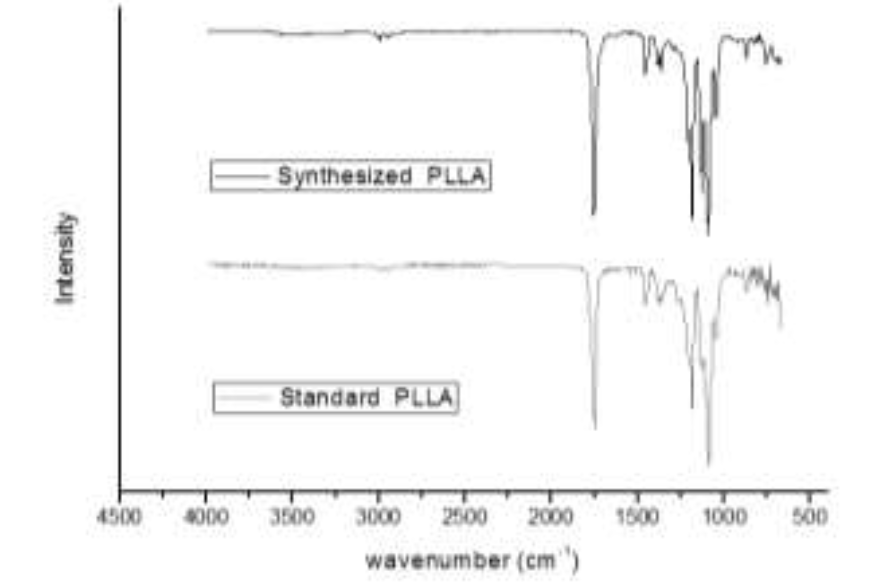 Synthesized PLLA
Intensity
Standard PLLA
4500 4000 3500 3000 2500 2000 1500 1000 500
wavenumber (cm⁻¹)